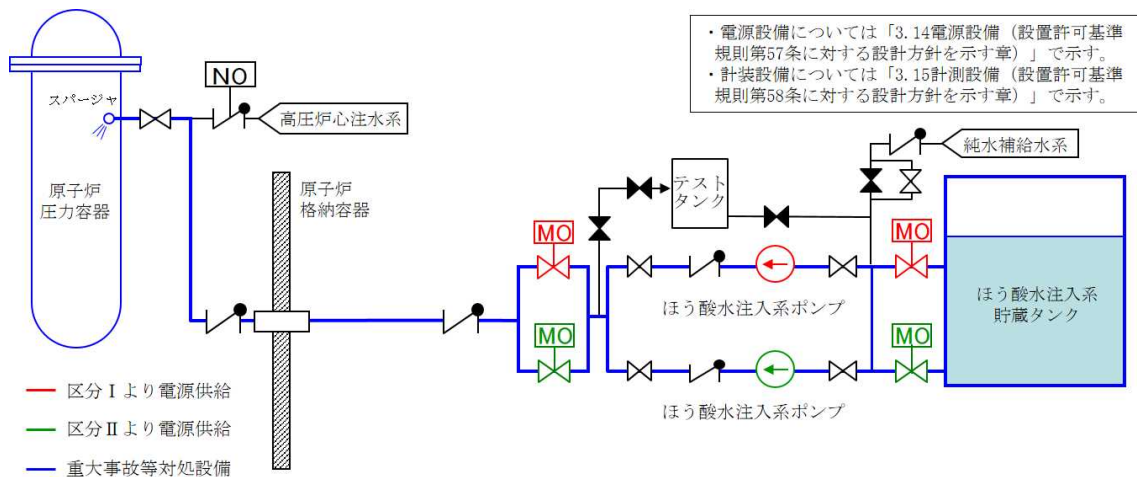 ・電源設備については「3.14電源設備（設置許可基準
規則第57条に対する設計方針を示す章）」で示す。
・計装設備については「3.15計測設備（設置許可基準
規則第58条に対する設計方針を示す章）」で示す。
NO
スパージャ
高圧炉心注水系
純水補給水系
原子炉
圧力容器
原子炉
格納容器
テスト
タンク
MO
MO
ほう酸水注入系ポンプ
ほう酸水注入系
貯蔵タンク
MO
MO
ほう酸水注入系ポンプ
区分Ⅰより電源供給
区分Ⅱより電源供給
重大事故等対処設備